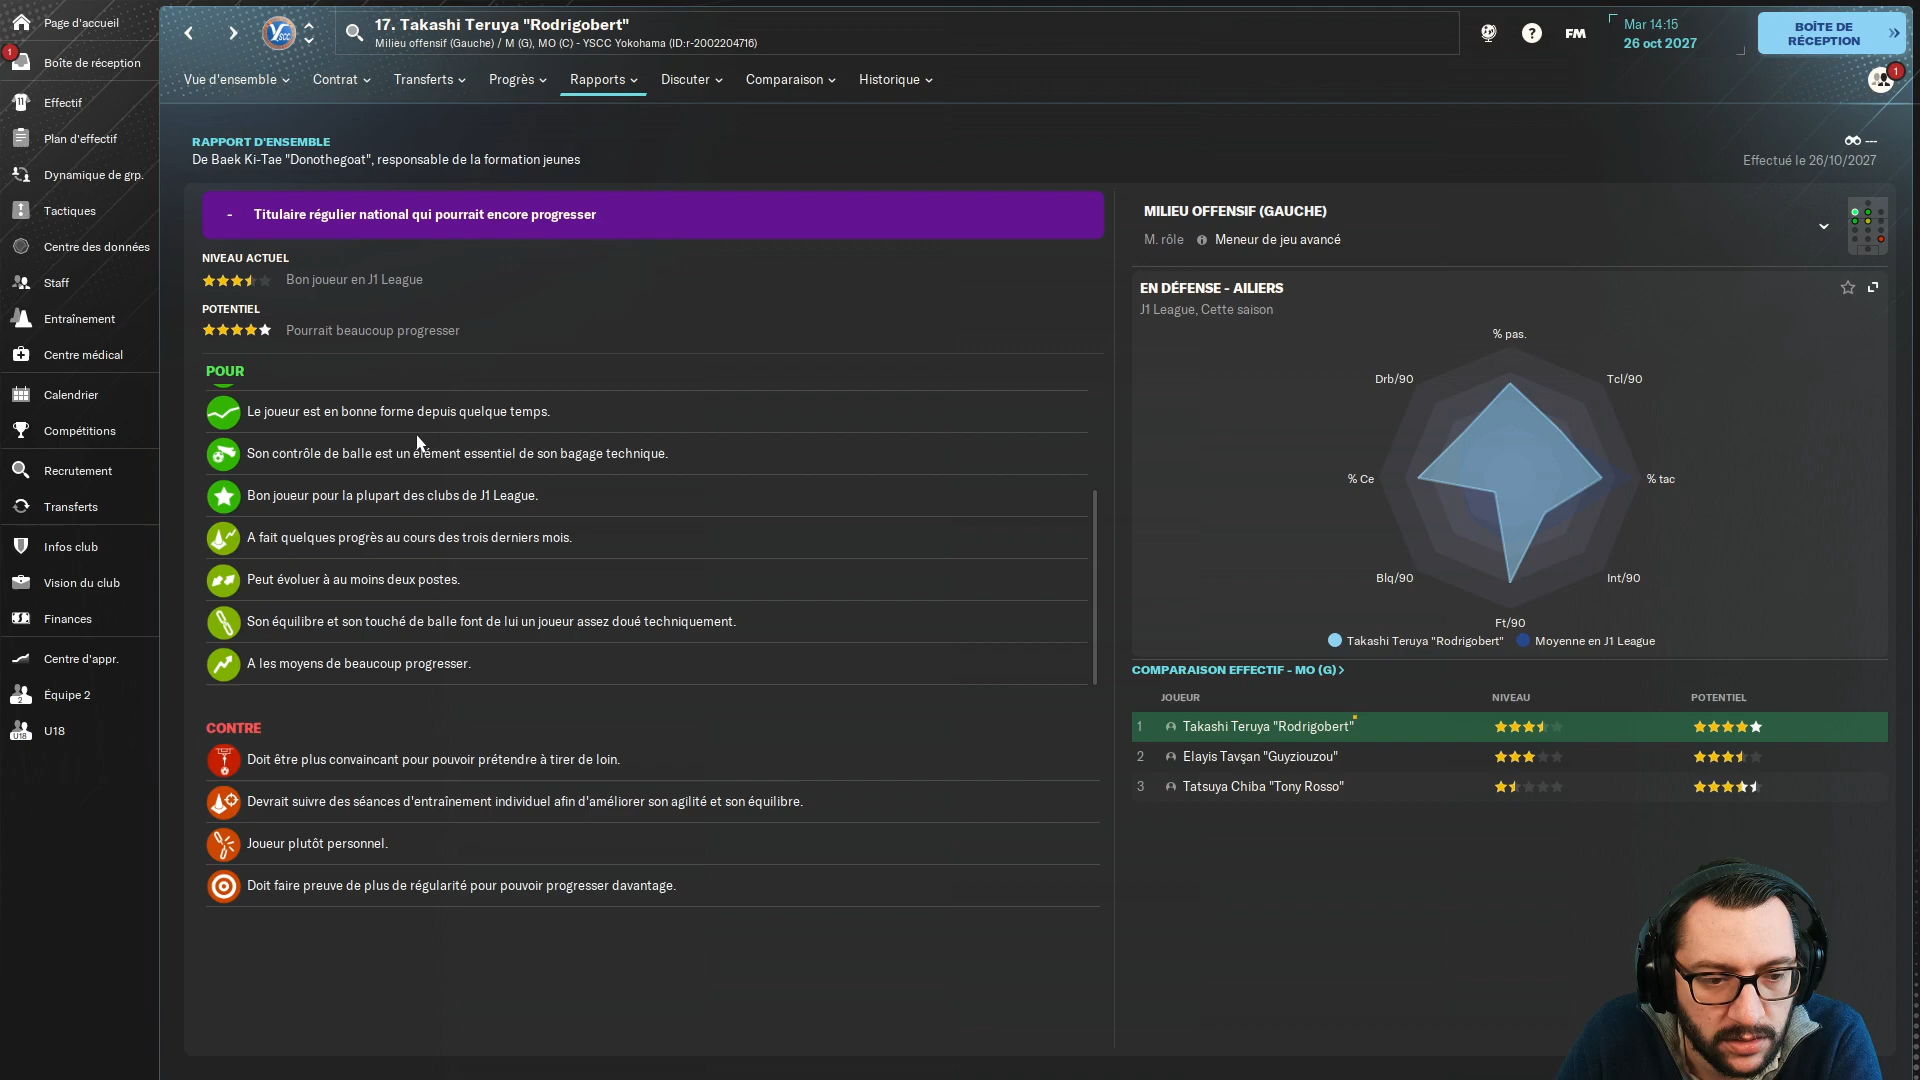 Page d'accueil
1
Boîte de réception
Effectif
Plan d'effectif
Dynamique de grp.
Tactiques
Centre des données
Staff
Entraînement
Centre médical
Calendrier
Compétitions
Recrutement
Transferts
Infos club
Vision du club
Finances
Centre d'appr.
2
Équipe 2
U18
U18
YSCC
17. Takashi Teruya "Rodrigobert"
Milieu offensif (Gauche) / M (G), MO (C) - YSCC Yokohama (ID:r-2002204716)
FM
Mar 14:15
26 oct 2027
BOÎTE DE
RÉCEPTION
Vue d'ensemble
Contrat
Transferts
Progrès
Rapports
Discuter
Comparaison
Historique
1
RAPPORT D'ENSEMBLE
De Baek Ki-Tae "Donothegoat", responsable de la formation jeunes
---
Effectué le 26/10/2027
- Titulaire régulier national qui pourrait encore progresser
NIVEAU ACTUEL
Bon joueur en J1 League
POTENTIEL
Pourrait beaucoup progresser
POUR
Le joueur est en bonne forme depuis quelque temps.
Son contrôle de balle est un élément essentiel de son bagage technique.
Bon joueur pour la plupart des clubs de J1 League.
A fait quelques progrès au cours des trois derniers mois.
Peut évoluer à au moins deux postes.
Son équilibre et son touché de balle font de lui un joueur assez doué techniquement.
A les moyens de beaucoup progresser.
CONTRE
Doit être plus convaincant pour pouvoir prétendre à tirer de loin.
Devrait suivre des séances d'entraînement individuel afin d'améliorer son agilité et son équilibre.
Joueur plutôt personnel.
Doit faire preuve de plus de régularité pour pouvoir progresser davantage.
MILIEU OFFENSIF (GAUCHE)
M. rôle
Meneur de jeu avancé
EN DÉFENSE - AILIERS
J1 League, Cette saison
% pas.
Drb/90
Tcl/90
% Ce
% tac
Blq/90
Int/90
Ft/90
Takashi Teruya "Rodrigobert"
Moyenne en J1 League
COMPARAISON EFFECTIF - MO (G)
JOUEUR
NIVEAU
POTENTIEL
1 Takashi Teruya "Rodrigobert"
2 Elayis Tavşan "Guyziouzou"
3 Tatsuya Chiba "Tony Rosso"